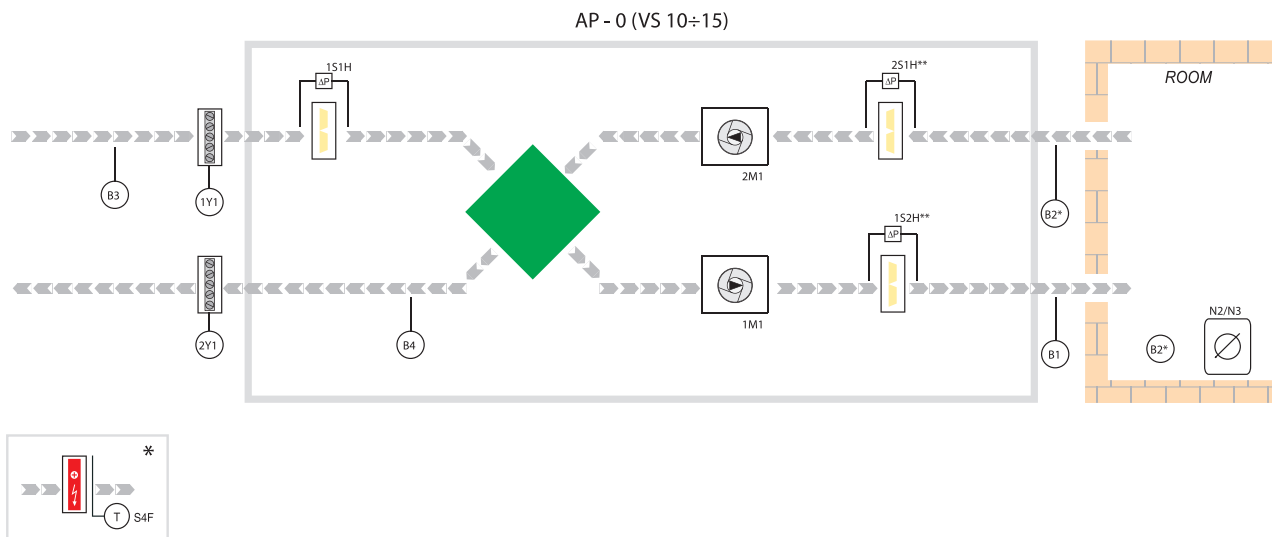 AP - 0 (VS 10÷15)
1S1H
ΔP
2S1H**
ΔP
ROOM
B3
1Y1
2M1
B2*
1S2H**
ΔP
2Y1
B4
1M1
B1
B2*
N2/N3
*
T
S4F